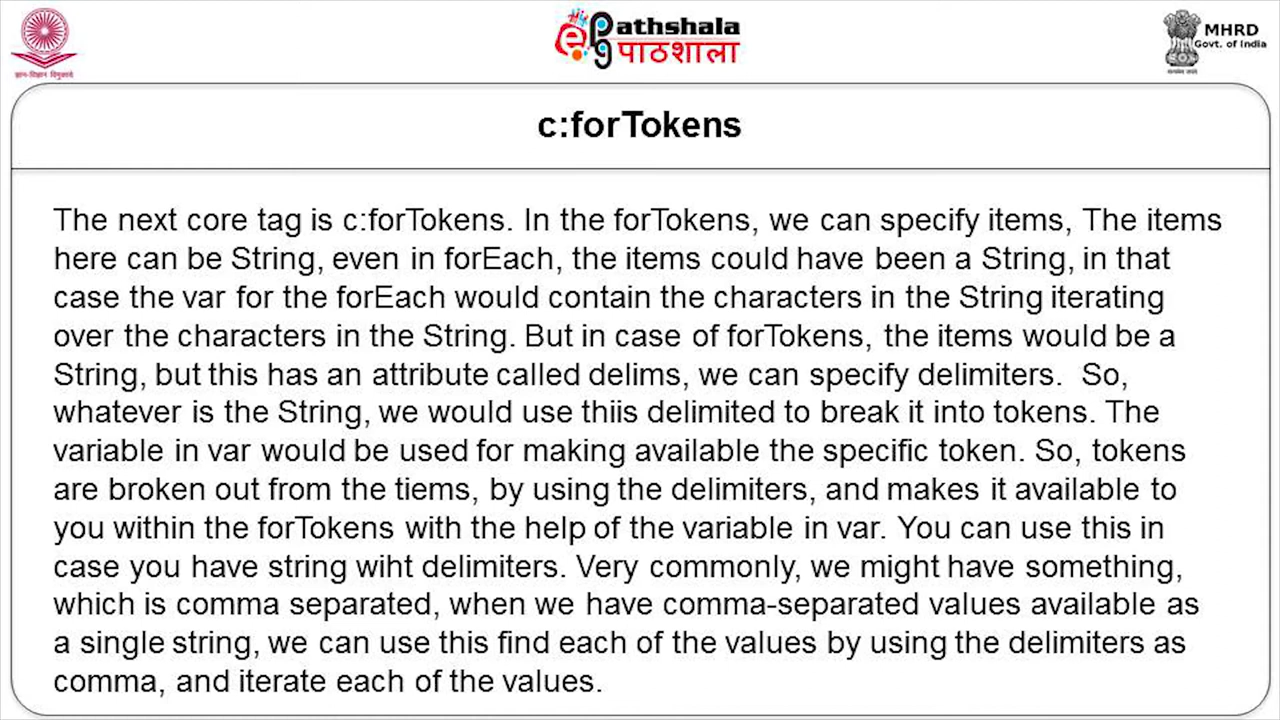 ज्ञान-विज्ञान विमुक्तये
ePG Pathshala
पाठशाला
MHRD
Govt. of India
सत्यमेव जयते
c:forTokens
The next core tag is c:forTokens. In the forTokens, we can specify items, The items
here can be String, even in forEach, the items could have been a String, in that
case the var for the forEach would contain the characters in the String iterating
over the characters in the String. But in case of forTokens, the items would be a
String, but this has an attribute called delims, we can specify delimiters.  So,
whatever is the String, we would use thiis delimited to break it into tokens. The
variable in var would be used for making available the specific token. So, tokens
are broken out from the tiems, by using the delimiters, and makes it available to
you within the forTokens with the help of the variable in var. You can use this in
case you have string wiht delimiters. Very commonly, we might have something,
which is comma separated, when we have comma-separated values available as
a single string, we can use this find each of the values by using the delimiters as
comma, and iterate each of the values.